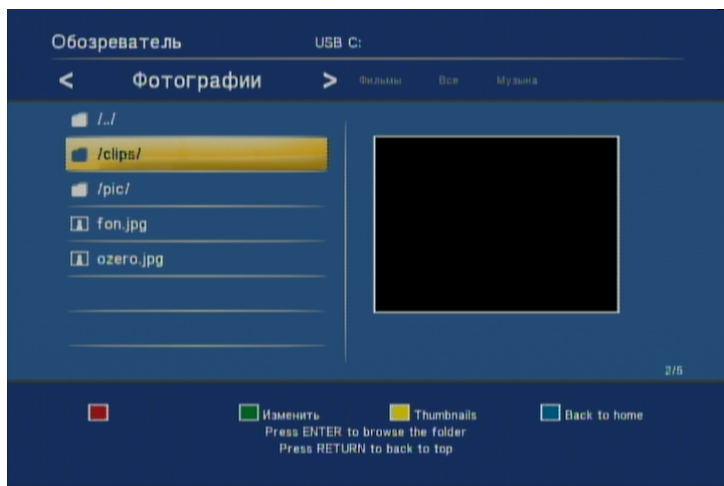 Обозреватель USB C:
< Фотографии > Фильмы Все Музыка
/../
/clips/
/pic/
fon.jpg
ozero.jpg
2/5
Изменить Thumbnails Back to home
Press ENTER to browse the folder
Press RETURN to back to top